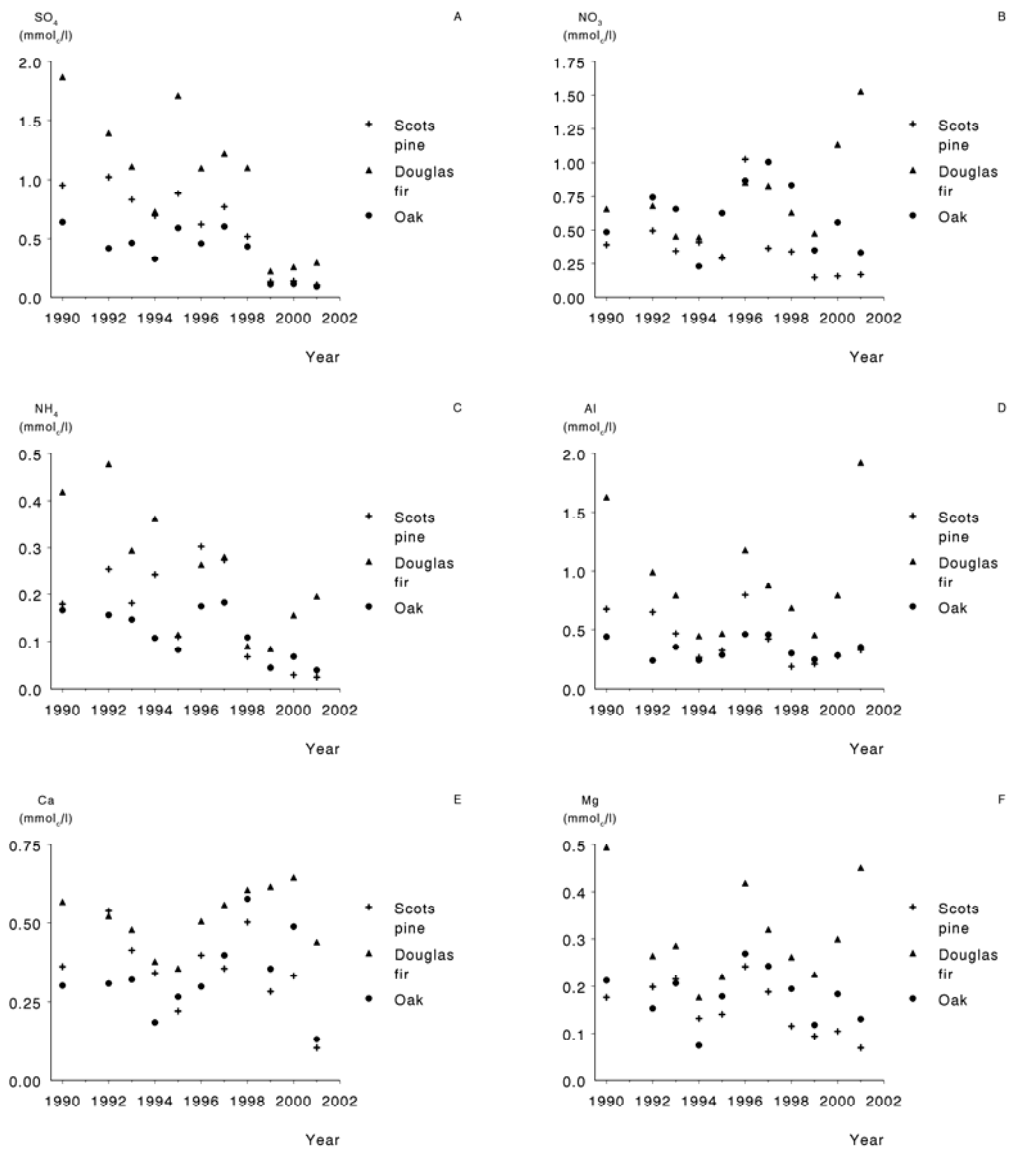 SO₄
(mmol꜀/l)
A
2.0
1.5
1.0
0.5
0.0
1990 1992 1994 1996 1998 2000 2002
Year
Scots
pine
Douglas
fir
Oak
NO₃
(mmol꜀/l)
B
1.75
1.50
1.25
1.00
0.75
0.50
0.25
0.00
1990 1992 1994 1996 1998 2000 2002
Year
Scots
pine
Douglas
fir
Oak
NH₄
(mmol꜀/l)
C
0.5
0.4
0.3
0.2
0.1
0.0
1990 1992 1994 1996 1998 2000 2002
Year
Scots
pine
Douglas
fir
Oak
Al
(mmol꜀/l)
D
2.0
1.5
1.0
0.5
0.0
1990 1992 1994 1996 1998 2000 2002
Year
Scots
pine
Douglas
fir
Oak
Ca
(mmol꜀/l)
E
0.75
0.50
0.25
0.00
1990 1992 1994 1996 1998 2000 2002
Year
Scots
pine
Douglas
fir
Oak
Mg
(mmol꜀/l)
F
0.5
0.4
0.3
0.2
0.1
0.0
1990 1992 1994 1996 1998 2000 2002
Year
Scots
pine
Douglas
fir
Oak